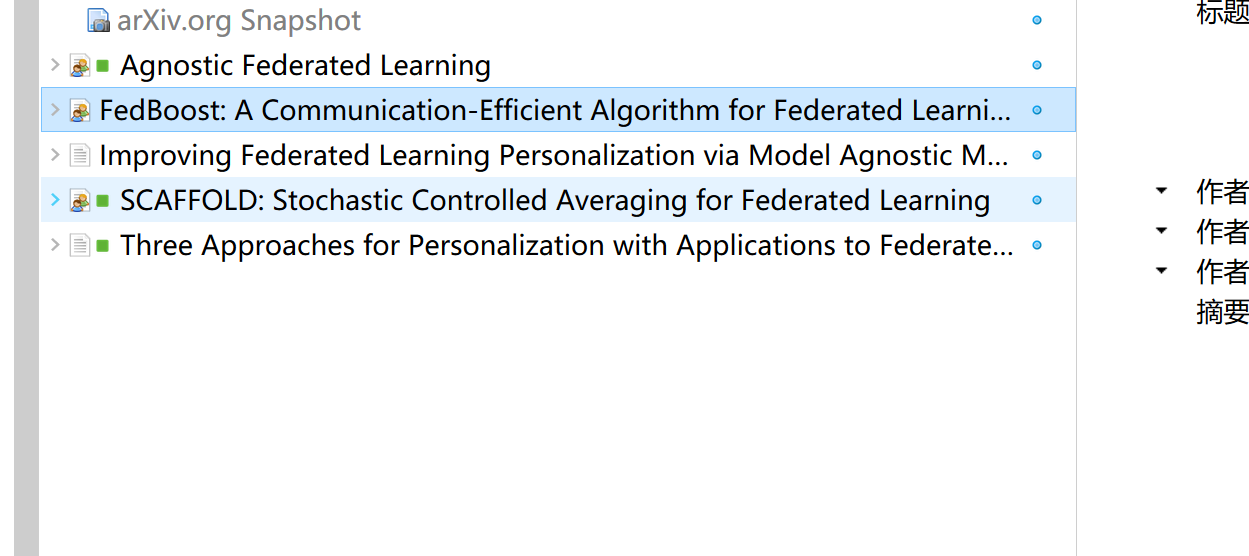 arXiv.org Snapshot
Agnostic Federated Learning
FedBoost: A Communication-Efficient Algorithm for Federated Learni...
Improving Federated Learning Personalization via Model Agnostic M...
SCAFFOLD: Stochastic Controlled Averaging for Federated Learning
Three Approaches for Personalization with Applications to Federate...
标题
作者
作者
作者
摘要